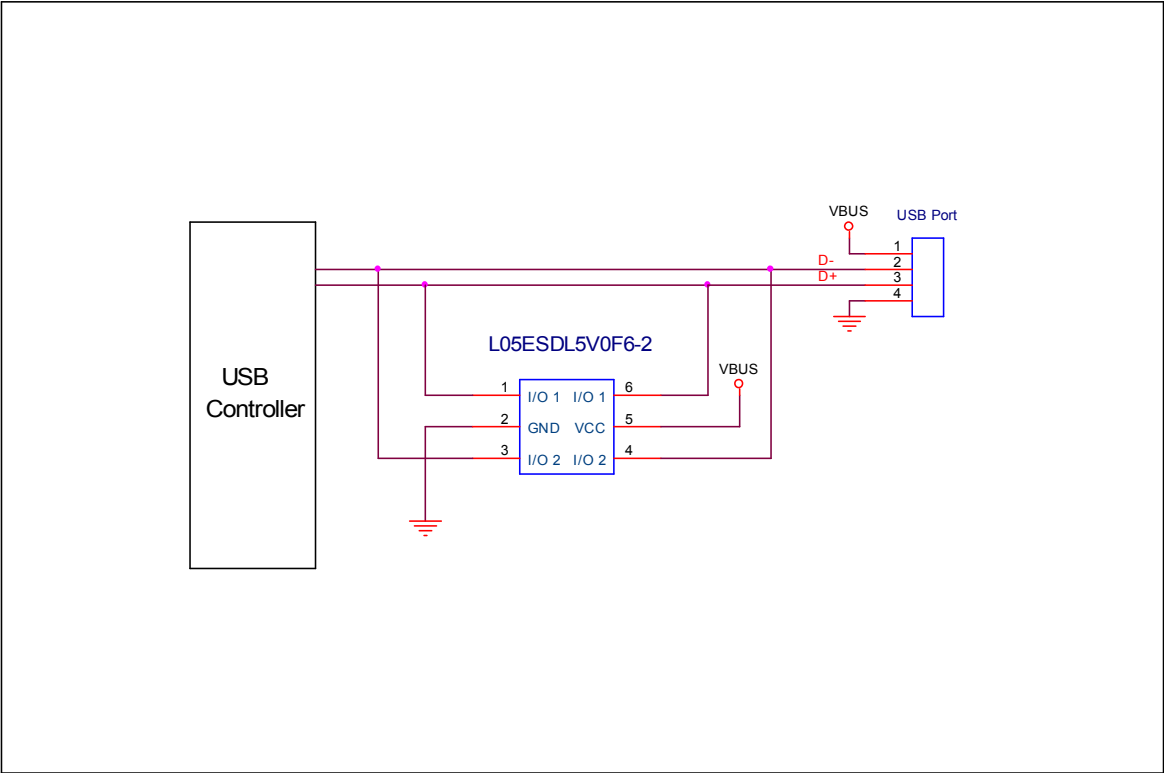 VBUS
USB Port
1
D- 2
D+ 3
4
L05ESDL5V0F6-2
USB
Controller
VBUS
1 I/O 1 I/O 1 6
2 GND VCC 5
3 I/O 2 I/O 2 4